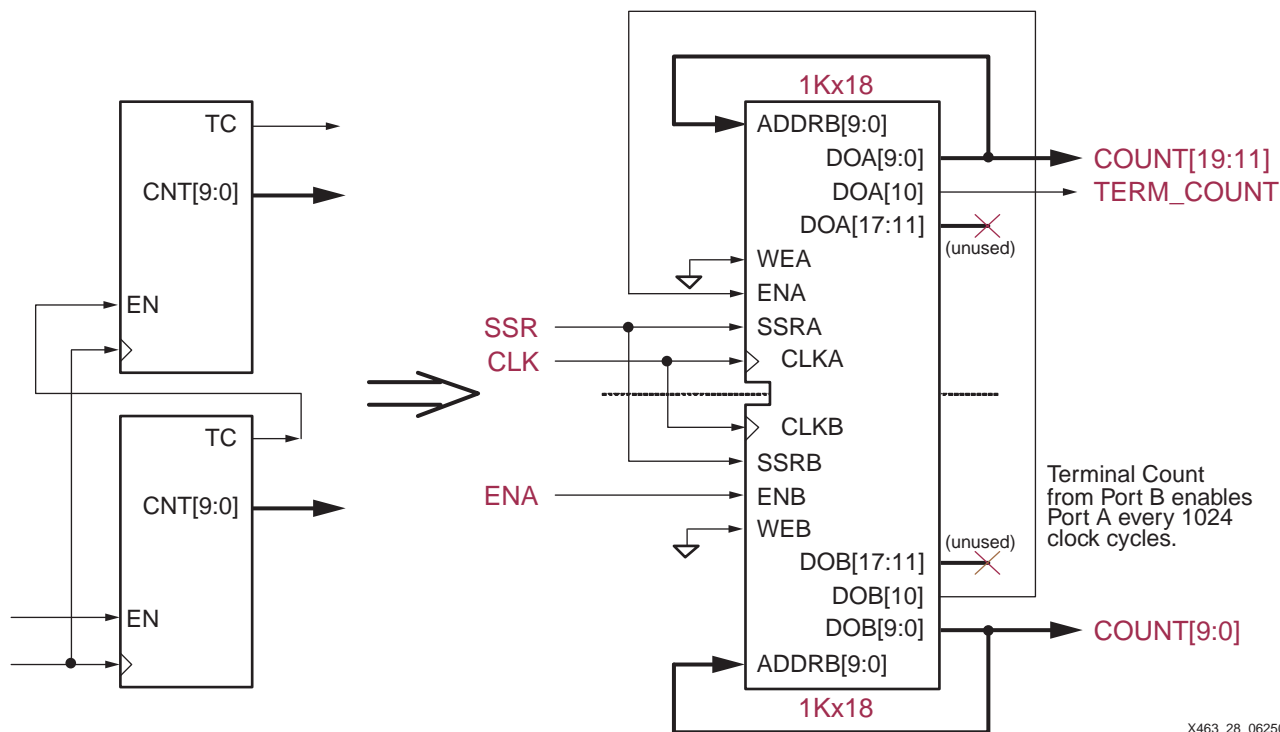 TC
CNT[9:0]
EN
TC
CNT[9:0]
EN
1Kx18
ADDRB[9:0]
DOA[9:0]
DOA[10]
DOA[17:11]
(unused)
WEA
ENA
SSRA
CLKA
CLKB
SSRB
ENB
WEB
DOB[17:11]
(unused)
DOB[10]
DOB[9:0]
ADDRB[9:0]
1Kx18
SSR
CLK
ENA
COUNT[19:11]
TERM_COUNT
Terminal Count
from Port B enables
Port A every 1024
clock cycles.
COUNT[9:0]
X463_28_06250